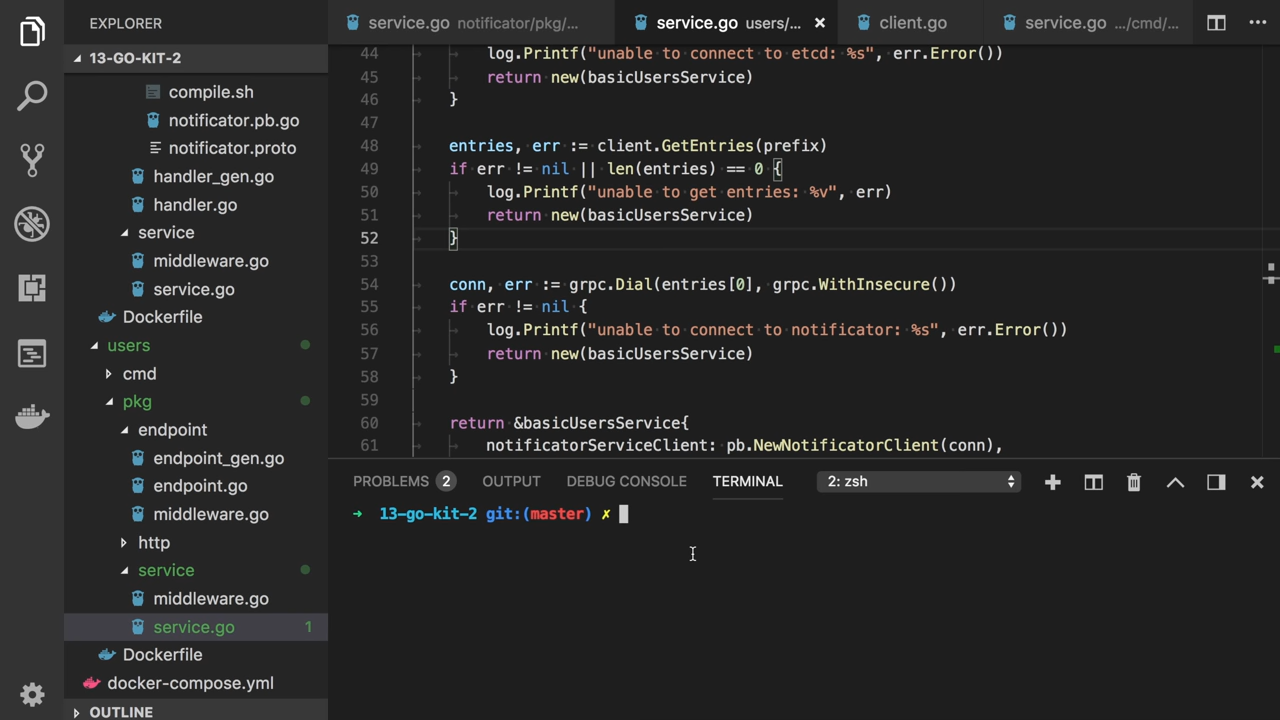 EXPLORER
service.go notificator/pkg/...
service.go users/... ×
client.go
service.go .../cmd/...
13-GO-KIT-2
compile.sh
notificator.pb.go
notificator.proto
handler_gen.go
handler.go
service
middleware.go
service.go
Dockerfile
users
cmd
pkg
endpoint
endpoint_gen.go
endpoint.go
middleware.go
http
service
middleware.go
service.go 1
Dockerfile
docker-compose.yml
OUTLINE
44 log.Printf("unable to connect to etcd: %s", err.Error())
45 return new(basicUsersService)
46 }
47
48 entries, err := client.GetEntries(prefix)
49 if err != nil || len(entries) == 0 {
50 log.Printf("unable to get entries: %v", err)
51 return new(basicUsersService)
52 }
53
54 conn, err := grpc.Dial(entries[0], grpc.WithInsecure())
55 if err != nil {
56 log.Printf("unable to connect to notificator: %s", err.Error())
57 return new(basicUsersService)
58 }
59
60 return &basicUsersService{
61 notificatorServiceClient: pb.NewNotificatorClient(conn),
PROBLEMS 2 OUTPUT DEBUG CONSOLE TERMINAL 2: zsh
→ 13-go-kit-2 git:(master) ✗